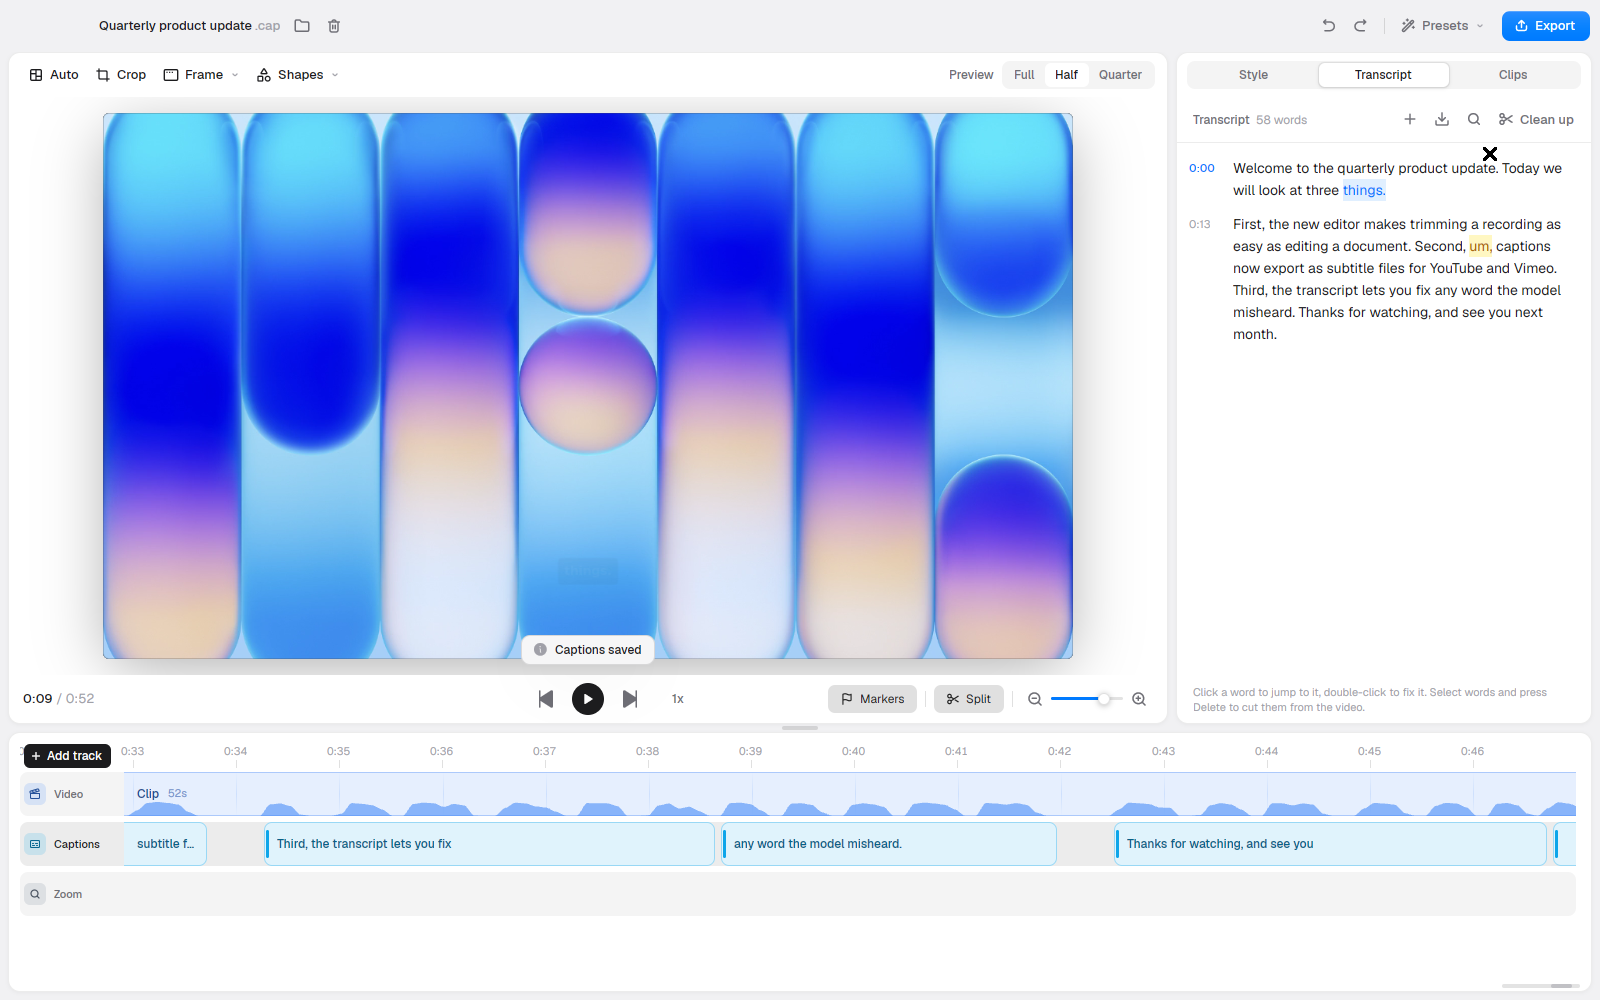 Quarterly product update .cap
Presets
Export
Auto
Crop
Frame
Shapes
Preview
Full
Half
Quarter
Style
Transcript
Clips
Transcript 58 words
Clean up
0:00
Welcome to the quarterly product update. Today we
will look at three things.
0:13
First, the new editor makes trimming a recording as
easy as editing a document. Second, um, captions
now export as subtitle files for YouTube and Vimeo.
Third, the transcript lets you fix any word the model
misheard. Thanks for watching, and see you next
month.
Captions saved
0:09 / 0:52
1x
Markers
Split
Click a word to jump to it, double-click to fix it. Select words and press
Delete to cut them from the video.
Add track
0:33
0:34
0:35
0:36
0:37
0:38
0:39
0:40
0:41
0:42
0:43
0:44
0:45
0:46
Video
Clip 52s
Captions
subtitle f...
Third, the transcript lets you fix
any word the model misheard.
Thanks for watching, and see you
Zoom